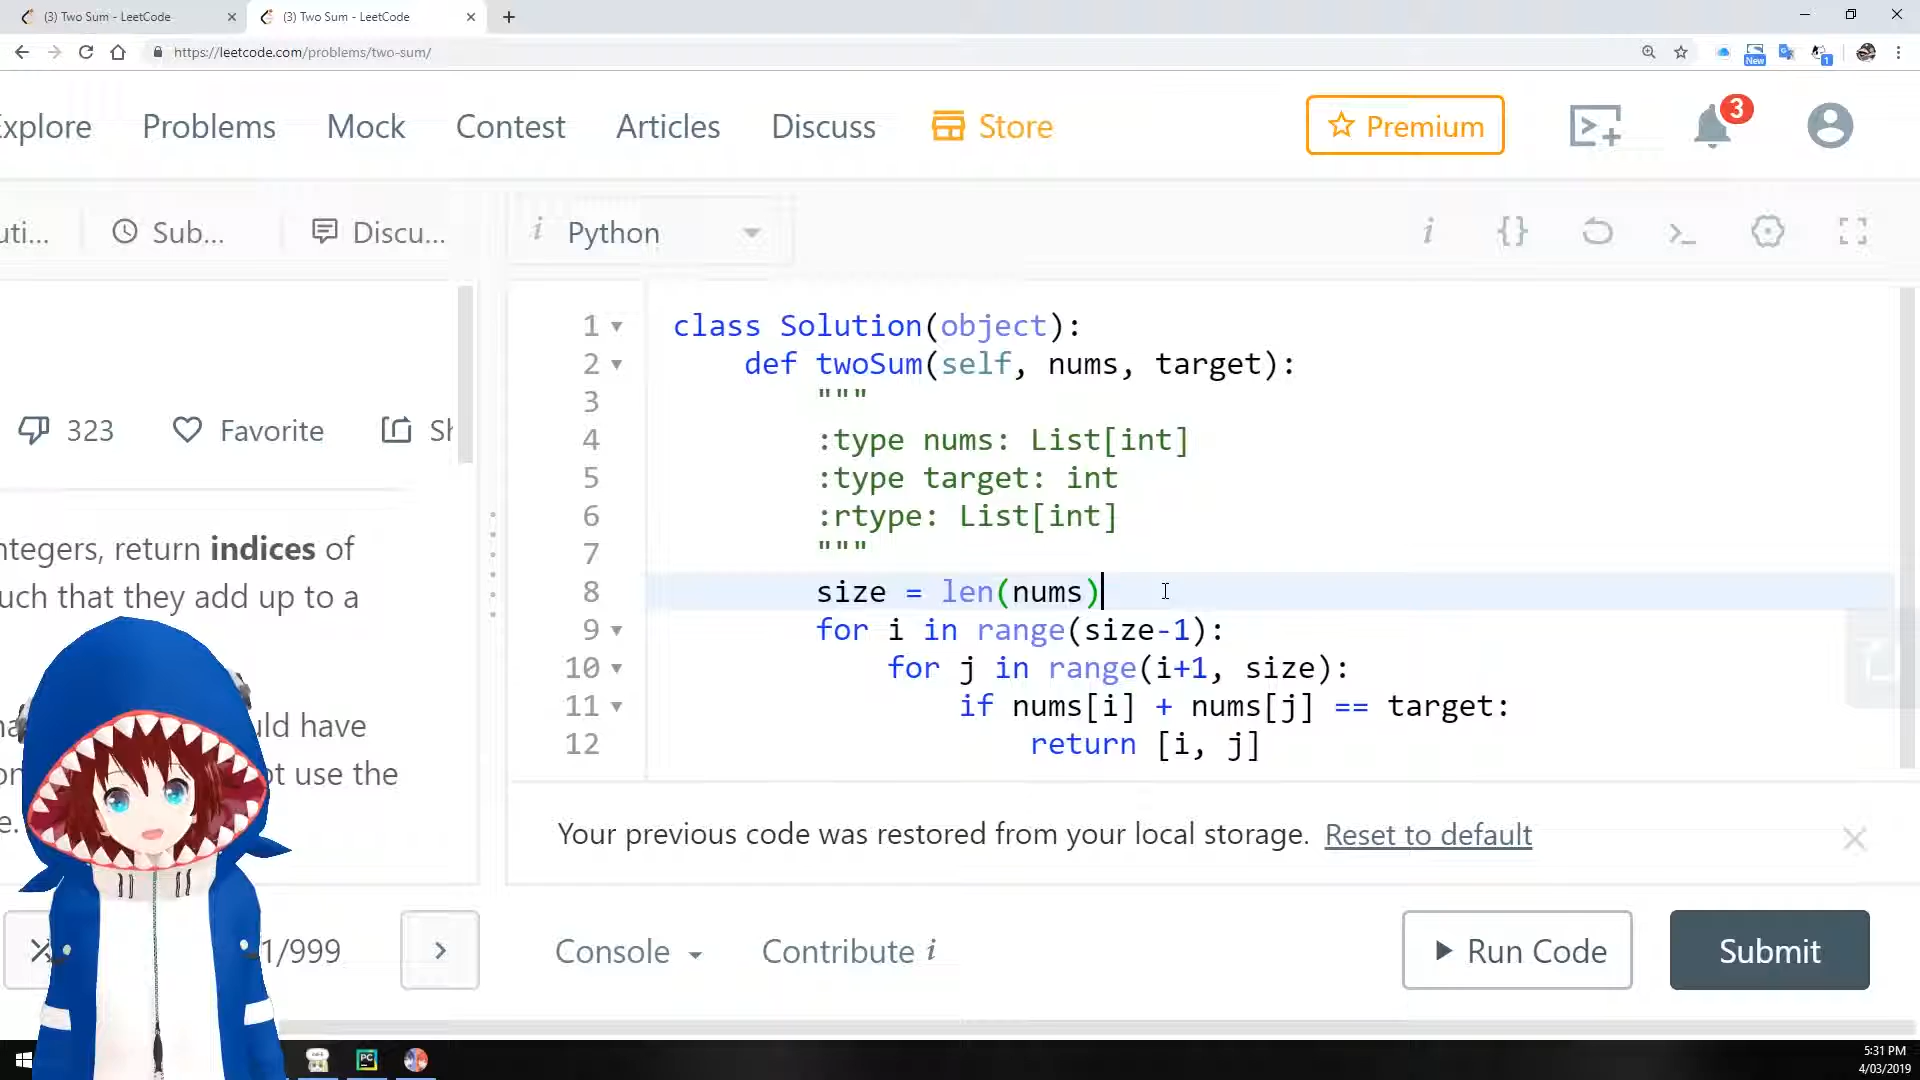 (3) Two Sum - LeetCode
(3) Two Sum - LeetCode
https://leetcode.com/problems/two-sum/
New
1
Explore Problems Mock Contest Articles Discuss Store
Premium
3
uti... Sub... Discu...
i Python
i {} >_
323 Favorite Sh
ntegers, return indices of
uch that they add up to a
uld have
ot use the
e.
1/999
1 class Solution(object):
2 def twoSum(self, nums, target):
3 """
4 :type nums: List[int]
5 :type target: int
6 :rtype: List[int]
7 """
8 size = len(nums)
9 for i in range(size-1):
10 for j in range(i+1, size):
11 if nums[i] + nums[j] == target:
12 return [i, j]
Your previous code was restored from your local storage. Reset to default
Console Contribute i
Run Code Submit
PC
5:31 PM
4/03/2019